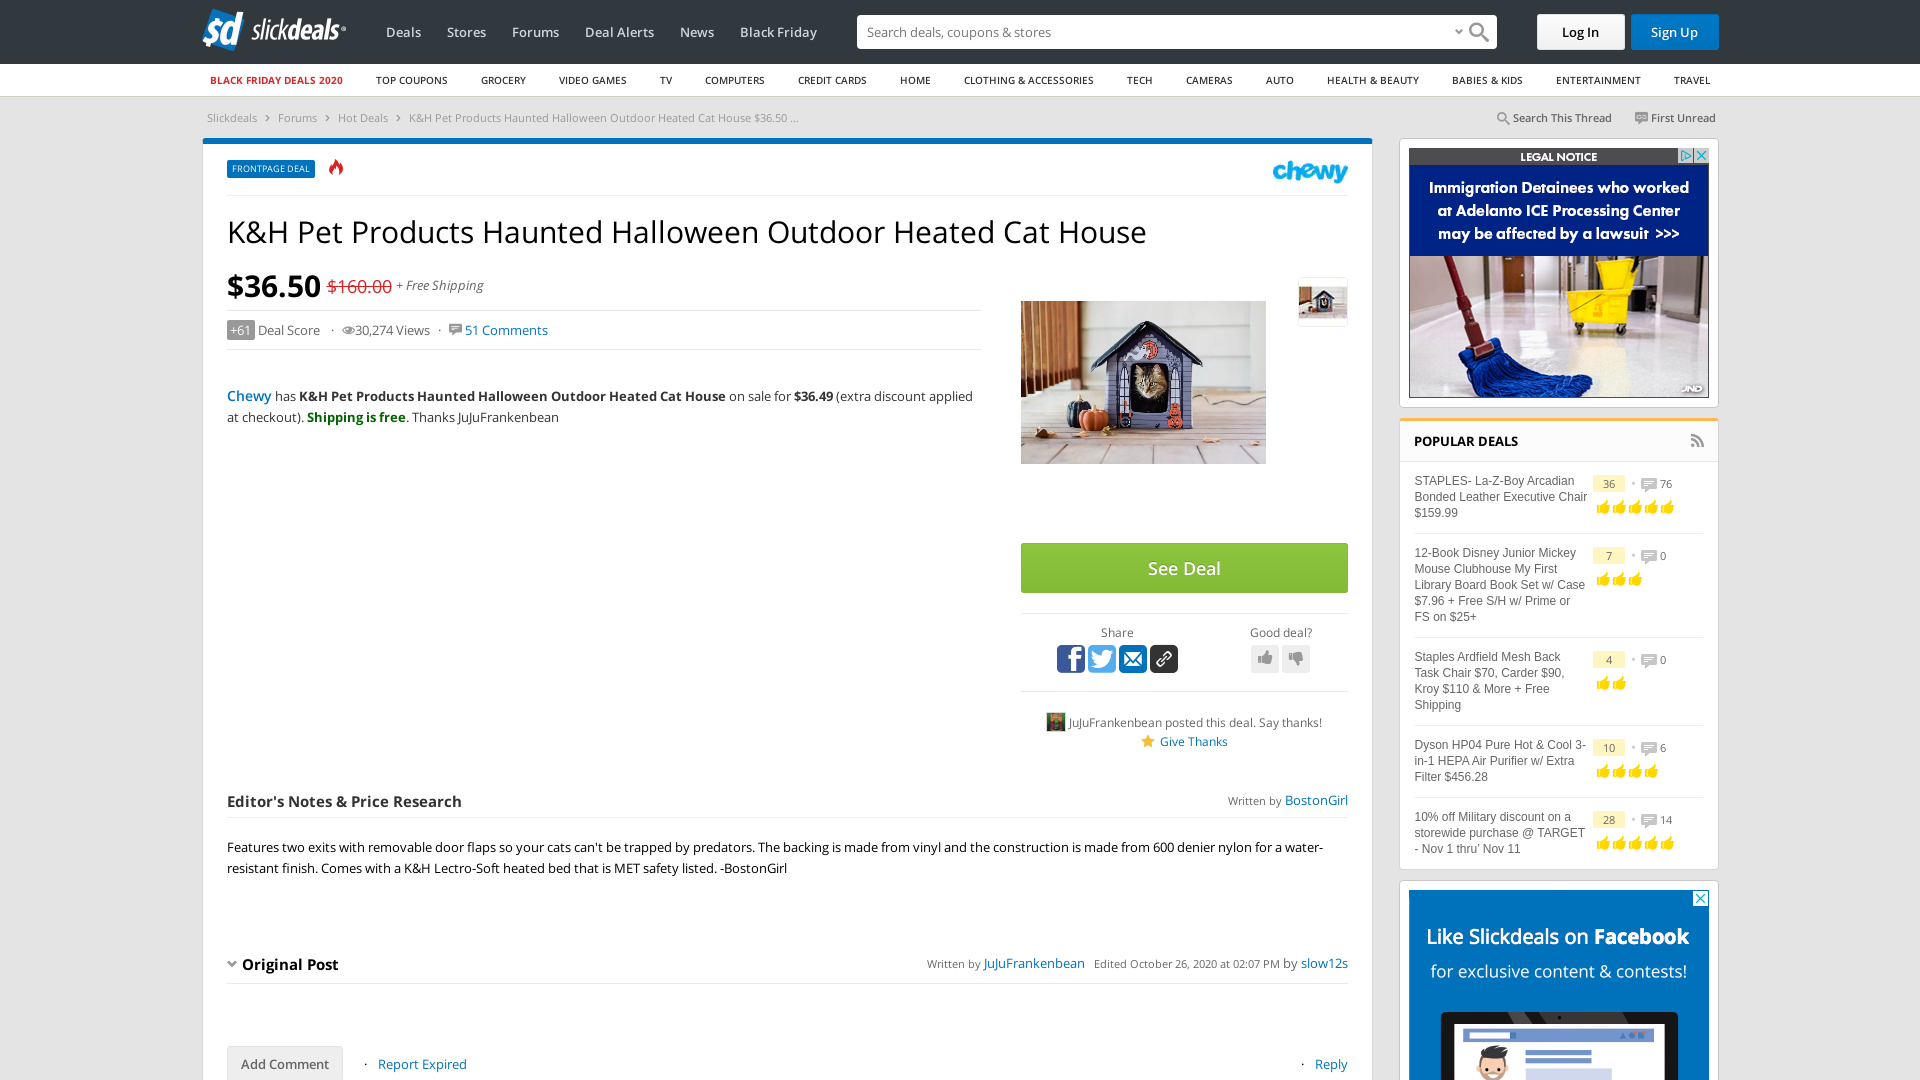 slickdeals
Deals Stores Forums Deal Alerts News Black Friday
Search deals, coupons & shopping
Log In
Sign Up
BLACK FRIDAY DEALS 2020 TOP COUPONS GROCERY VIDEO GAMES TV COMPUTERS CREDIT CARDS HOME CLOTHING & ACCESSORIES TECH CAMERAS AUTO HEALTH & BEAUTY BABIES & KIDS ENTERTAINMENT TRAVEL
Slickdeals › Forums › Hot Deals › K&H Pet Products Haunted Halloween Outdoor Heated Cat House $36.50 ...
Search This Thread First Unread
FRONTPAGE DEAL
chewy
K&H Pet Products Haunted Halloween Outdoor Heated Cat House
$36.50 $160.00 + Free Shipping
+61 Deal Score · 30,274 Views · 51 Comments
Chewy has K&H Pet Products Haunted Halloween Outdoor Heated Cat House on sale for $36.49 (extra discount applied
at checkout). Shipping is free. Thanks JuJuFrankenbean
See Deal
Share
Good deal?
JuJuFrankenbean posted this deal. Say thanks!
Give Thanks
Editor's Notes & Price Research
Written by BostonGirl
Features two exits with removable door flaps so your cats can't be trapped by predators. The backing is made from vinyl and the construction is made from 600 denier nylon for a water-
resistant finish. Comes with a K&H Lectro-Soft heated bed that is MET safety listed. -BostonGirl
Original Post
Written by JuJuFrankenbean Edited October 26, 2020 at 02:07 PM by slow12s
Add Comment · Report Expired
· Reply
LEGAL NOTICE
Immigration Detainees who worked
at Adelanto ICE Processing Center
may be affected by a lawsuit >>>
JND
POPULAR DEALS
STAPLES- La-Z-Boy Arcadian
Bonded Leather Executive Chair
$159.99
36 • 76
12-Book Disney Junior Mickey
Mouse Clubhouse My First
Library Board Book Set w/ Case
$7.96 + Free S/H w/ Prime or
FS on $25+
7 • 0
Staples Ardfield Mesh Back
Task Chair $70, Carder $90,
Kroy $110 & More + Free
Shipping
4 • 0
Dyson HP04 Pure Hot & Cool 3-
in-1 HEPA Air Purifier w/ Extra
Filter $456.28
10 • 6
10% off Military discount on a
storewide purchase @ TARGET
- Nov 1 thru’ Nov 11
28 • 14
Like Slickdeals on Facebook
for exclusive content & contests!